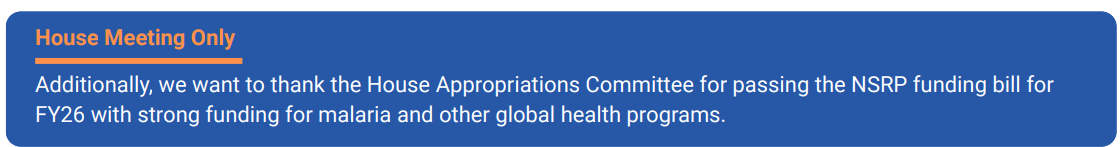 House Meeting Only
Additionally, we want to thank the House Appropriations Committee for passing the NSRP funding bill for
FY26 with strong funding for malaria and other global health programs.